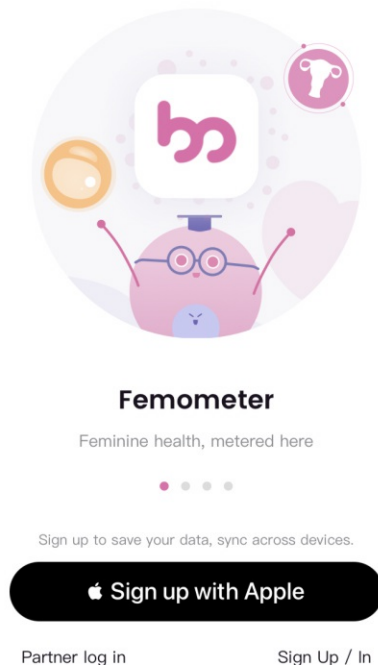 Femometer
Feminine health, metered here
Sign up to save your data, sync across devices.
Sign up with Apple
Partner log in
Sign Up / In